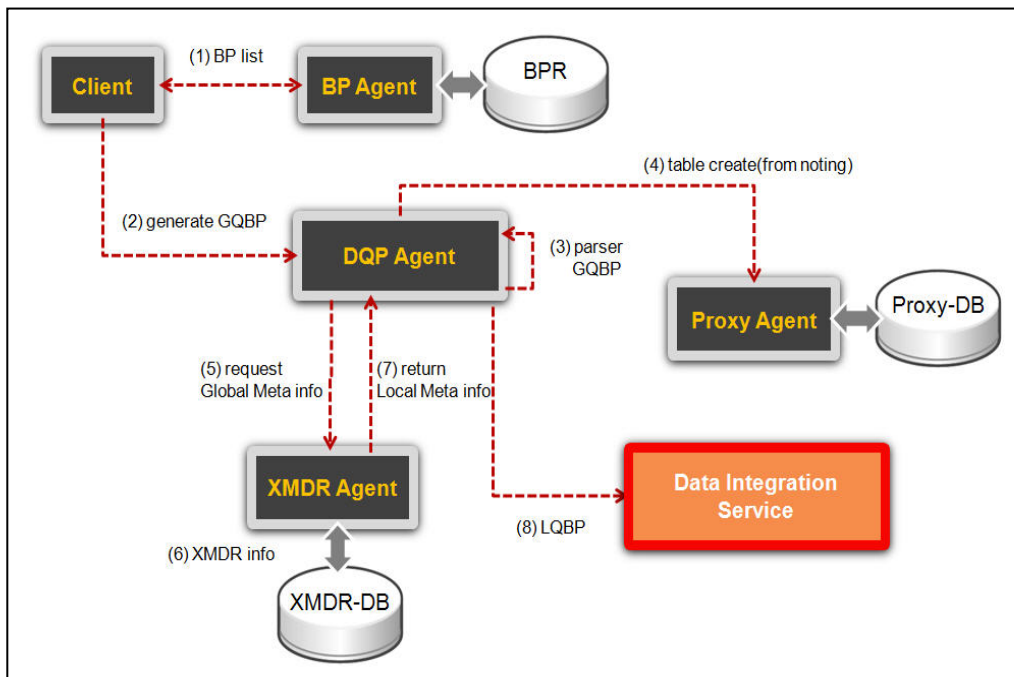 (1) BP list
Client
BP Agent
BPR
(4) table create(from noting)
(2) generate GQBP
DQP Agent
(3) parser
GQBP
Proxy Agent
Proxy-DB
(5) request
Global Meta info
(7) return
Local Meta info
XMDR Agent
Data Integration
Service
(8) LQBP
(6) XMDR info
XMDR-DB